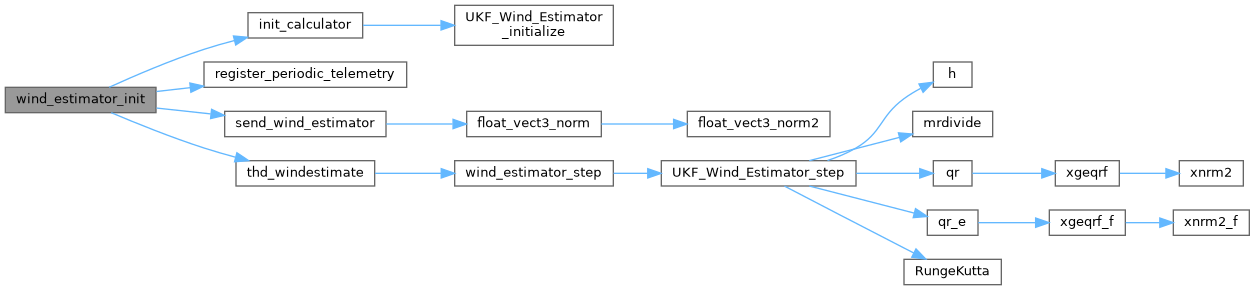 wind_estimator_init
init_calculator
UKF_Wind_Estimator
_initialize
register_periodic_telemetry
send_wind_estimator
float_vect3_norm
float_vect3_norm2
thd_windestimate
wind_estimator_step
UKF_Wind_Estimator_step
h
mrdivide
qr
xgeqrf
xnrm2
qr_e
xgeqrf_f
xnrm2_f
RungeKutta